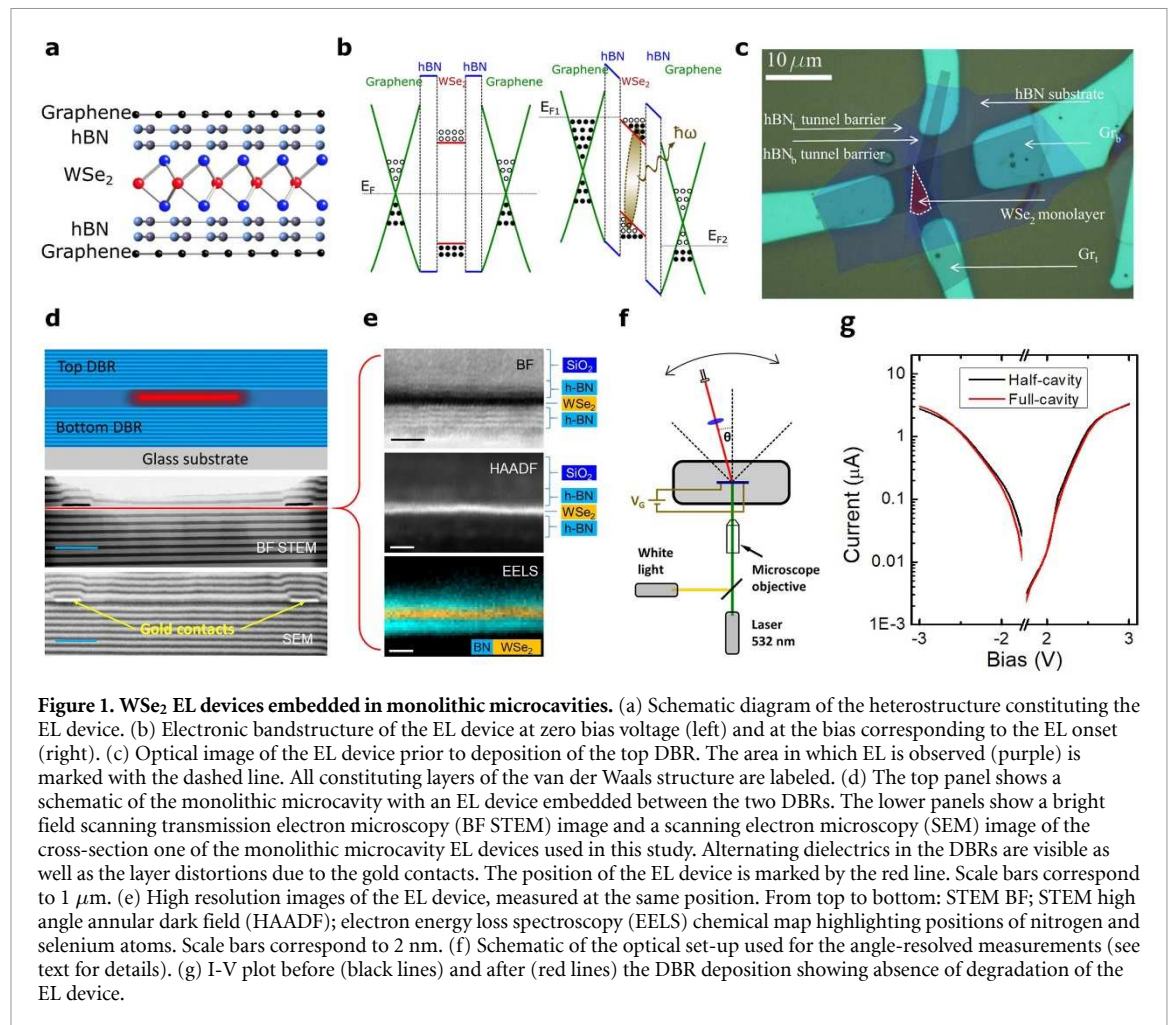 a
Graphene
hBN
WSe₂
hBN
Graphene
b
hBN
hBN
Graphene
WSe₂
Graphene
E_F
hBN
hBN
Graphene
WSe₂
Graphene
E_F1
ħω
E_F2
c
10 μm
hBN substrate
hBN_t tunnel barrier
hBN_b tunnel barrier
Gr_b
WSe₂ monolayer
Gr_t
d
Top DBR
Bottom DBR
Glass substrate
BF STEM
Gold contacts
SEM
e
BF
SiO₂
h-BN
WSe₂
h-BN
HAADF
SiO₂
h-BN
WSe₂
h-BN
EELS
BN WSe₂
f
θ
V_G
White
light
Microscope
objective
Laser
532 nm
g
Half-cavity
Full-cavity
10
1
0.1
0.01
1E-3
Current (μA)
-3 -2 2 3
Bias (V)
Figure 1. WSe₂ EL devices embedded in monolithic microcavities. (a) Schematic diagram of the heterostructure constituting the
EL device. (b) Electronic bandstructure of the EL device at zero bias voltage (left) and at the bias corresponding to the EL onset
(right). (c) Optical image of the EL device prior to deposition of the top DBR. The area in which EL is observed (purple) is
marked with the dashed line. All constituting layers of the van der Waals structure are labeled. (d) The top panel shows a
schematic of the monolithic microcavity with an EL device embedded between the two DBRs. The lower panels show a bright
field scanning transmission electron microscopy (BF STEM) image and a scanning electron microscopy (SEM) image of the
cross-section one of the monolithic microcavity EL devices used in this study. Alternating dielectrics in the DBRs are visible as
well as the layer distortions due to the gold contacts. The position of the EL device is marked by the red line. Scale bars correspond
to 1 μm. (e) High resolution images of the EL device, measured at the same position. From top to bottom: STEM BF; STEM high
angle annular dark field (HAADF); electron energy loss spectroscopy (EELS) chemical map highlighting positions of nitrogen and
selenium atoms. Scale bars correspond to 2 nm. (f) Schematic of the optical set-up used for the angle-resolved measurements (see
text for details). (g) I-V plot before (black lines) and after (red lines) the DBR deposition showing absence of degradation of the
EL device.